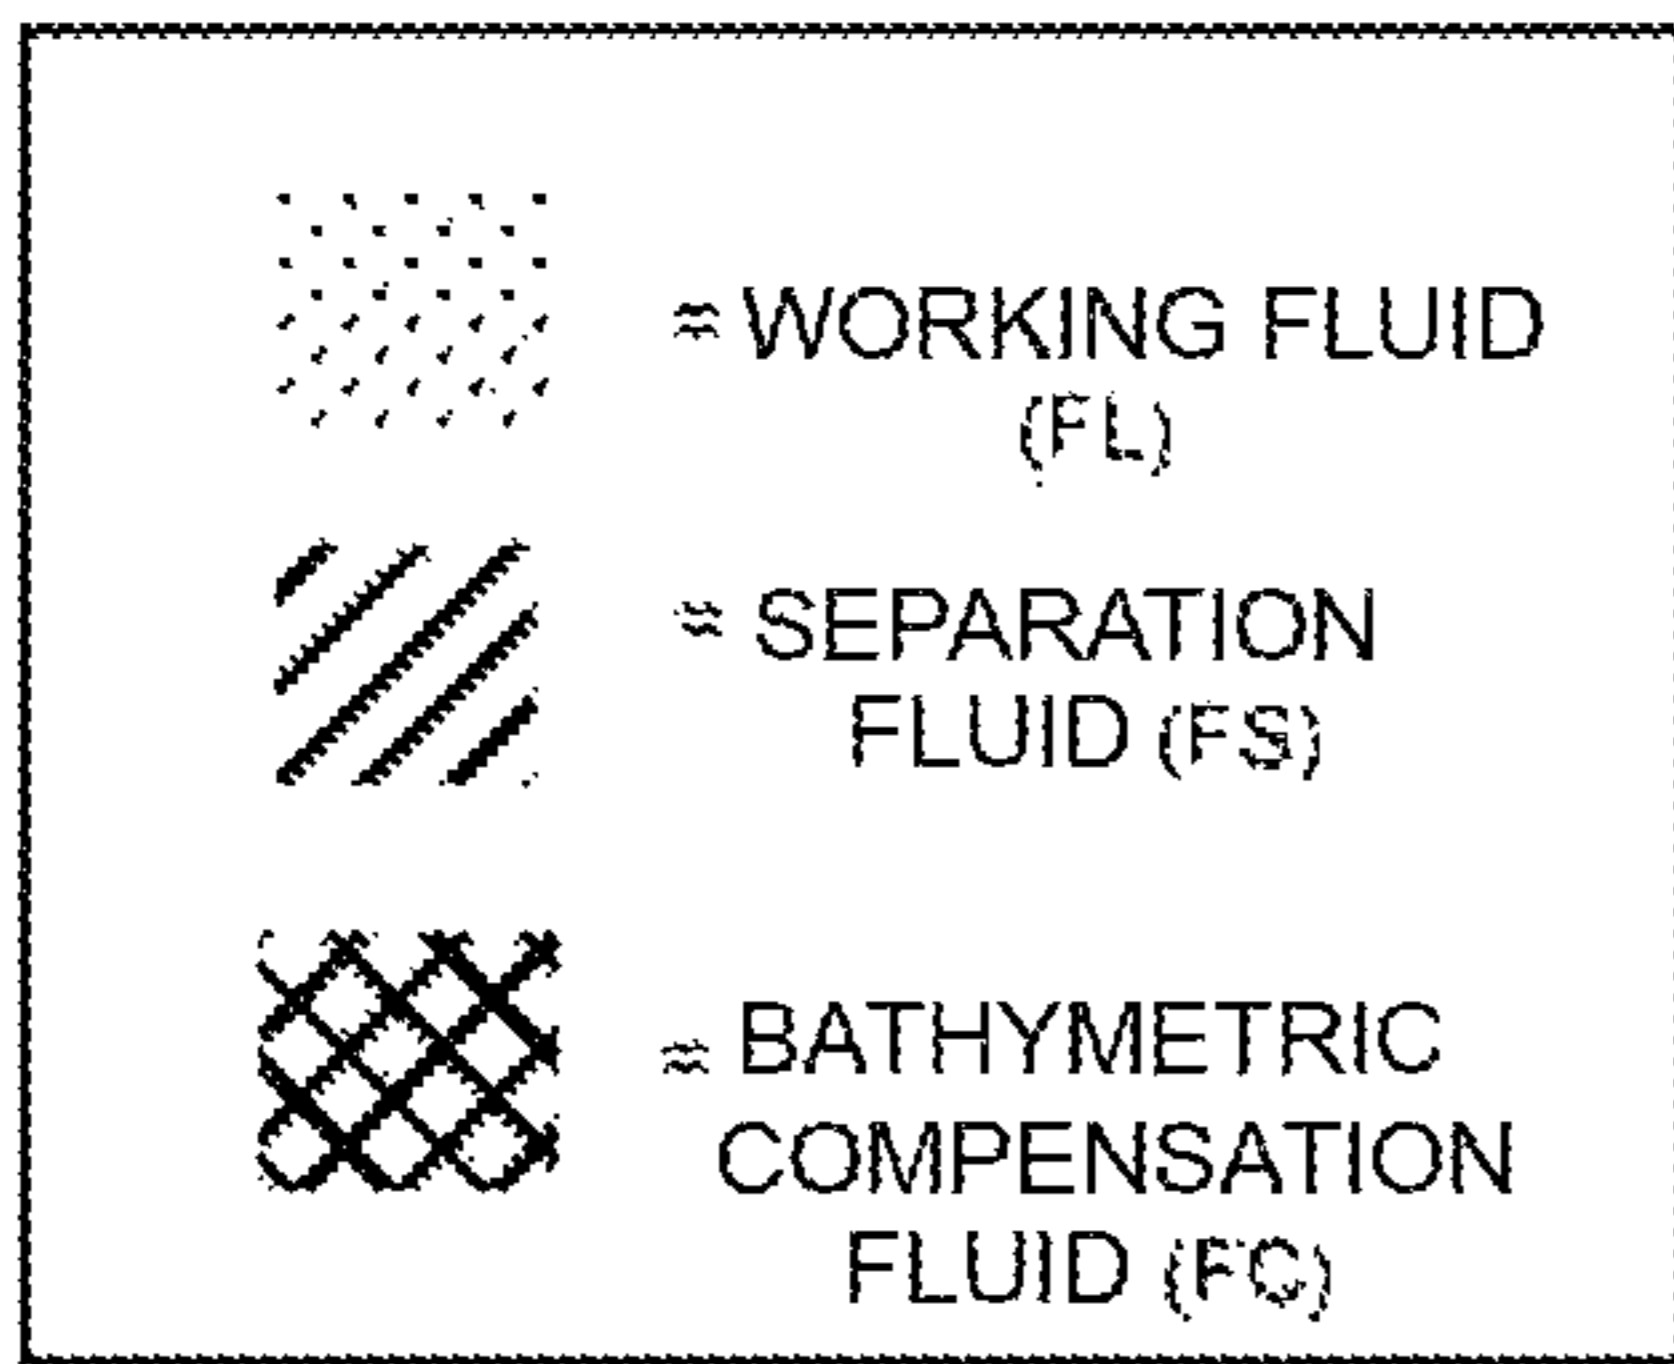 ≈ WORKING FLUID
(FL)
≈ SEPARATION
FLUID (FS)
≈ BATHYMETRIC
COMPENSATION
FLUID (FC)